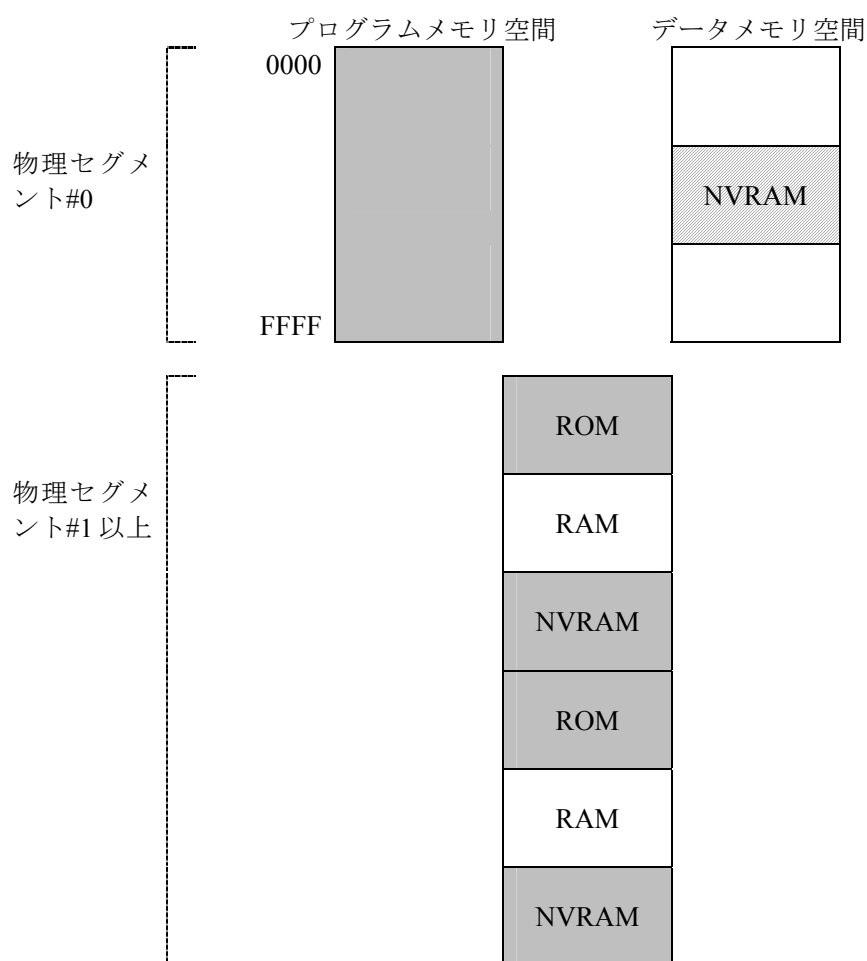 プログラムメモリ空間
データメモリ空間
0000
物理セグメ
ント#0
NVRAM
FFFF
ROM
物理セグメ
ント#1 以上
RAM
NVRAM
ROM
RAM
NVRAM